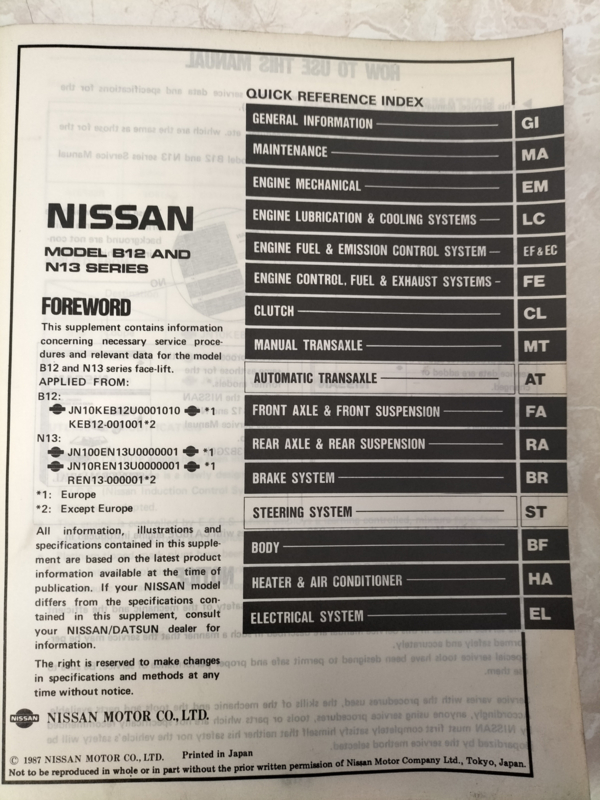 QUICK REFERENCE INDEX
GENERAL INFORMATION GI
MAINTENANCE MA
ENGINE MECHANICAL EM
ENGINE LUBRICATION & COOLING SYSTEMS LC
ENGINE FUEL & EMISSION CONTROL SYSTEM EF & EC
ENGINE CONTROL, FUEL & EXHAUST SYSTEMS FE
CLUTCH CL
MANUAL TRANSAXLE MT
AUTOMATIC TRANSAXLE AT
FRONT AXLE & FRONT SUSPENSION FA
REAR AXLE & REAR SUSPENSION RA
BRAKE SYSTEM BR
STEERING SYSTEM ST
BODY BF
HEATER & AIR CONDITIONER HA
ELECTRICAL SYSTEM EL
NISSAN
MODEL B12 AND
N13 SERIES
FOREWORD
This supplement contains information
concerning necessary service proce-
dures and relevant data for the model
B12 and N13 series face-lift.
APPLIED FROM:
B12:
JN10KEB12U0001010 *1
KEB12-001001*2
N13:
JN100EN13U0000001 *1
JN10REN13U0000001 *1
REN13-000001*2
*1: Europe
*2: Except Europe
All information, illustrations and
specifications contained in this supple-
ment are based on the latest product
information available at the time of
publication. If your NISSAN model
differs from the specifications con-
tained in this supplement, consult
your NISSAN/DATSUN dealer for
information.
The right is reserved to make changes
in specifications and methods at any
time without notice.
NISSAN NISSAN MOTOR CO., LTD.
© 1987 NISSAN MOTOR CO., LTD. Printed in Japan
Not to be reproduced in whole or in part without the prior written permission of Nissan Motor Company Ltd., Tokyo, Japan.